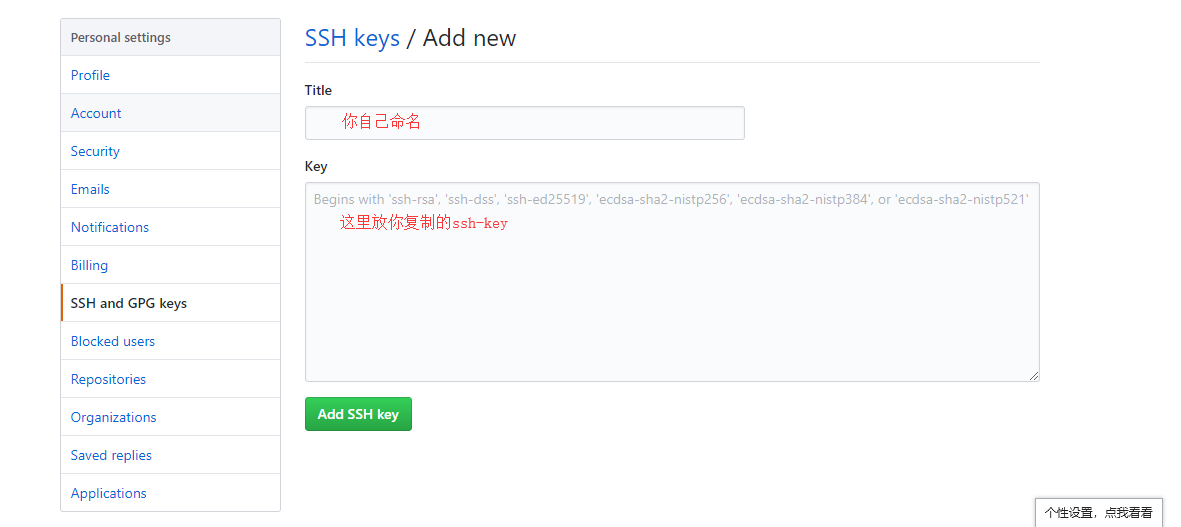 Personal settings
Profile
Account
Security
Emails
Notifications
Billing
SSH and GPG keys
Blocked users
Repositories
Organizations
Saved replies
Applications
SSH keys / Add new
Title
你自己命名
Key
Begins with 'ssh-rsa', 'ssh-dss', 'ssh-ed25519', 'ecdsa-sha2-nistp256', 'ecdsa-sha2-nistp384', or 'ecdsa-sha2-nistp521'
这里放你复制的ssh-key
Add SSH key
个性设置，点我看看